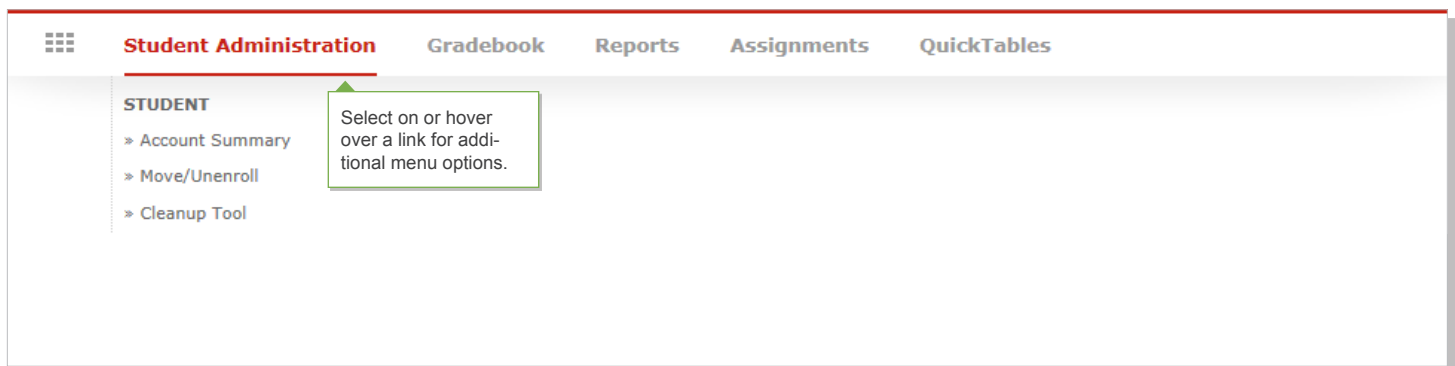 Student Administration Gradebook Reports Assignments QuickTables
STUDENT
» Account Summary
» Move/Unenroll
» Cleanup Tool
Select on or hover
over a link for addi-
tional menu options.